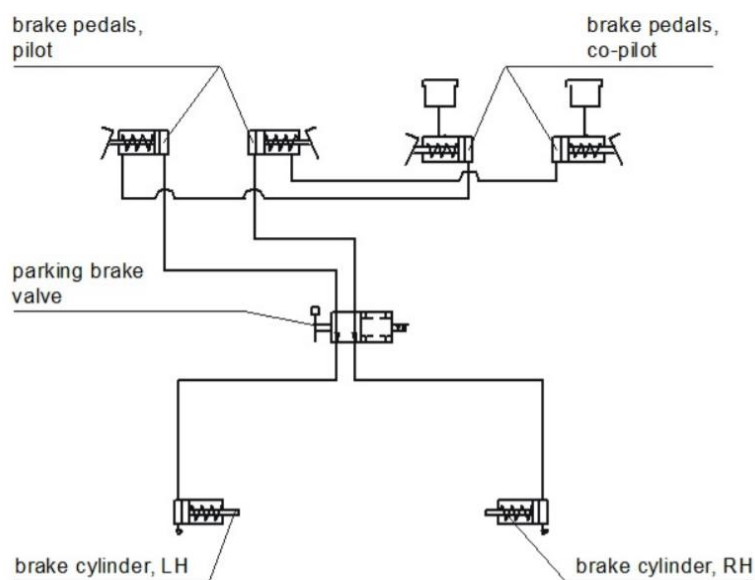 brake pedals,
pilot
brake pedals,
co-pilot
parking brake
valve
brake cylinder, LH
brake cylinder, RH